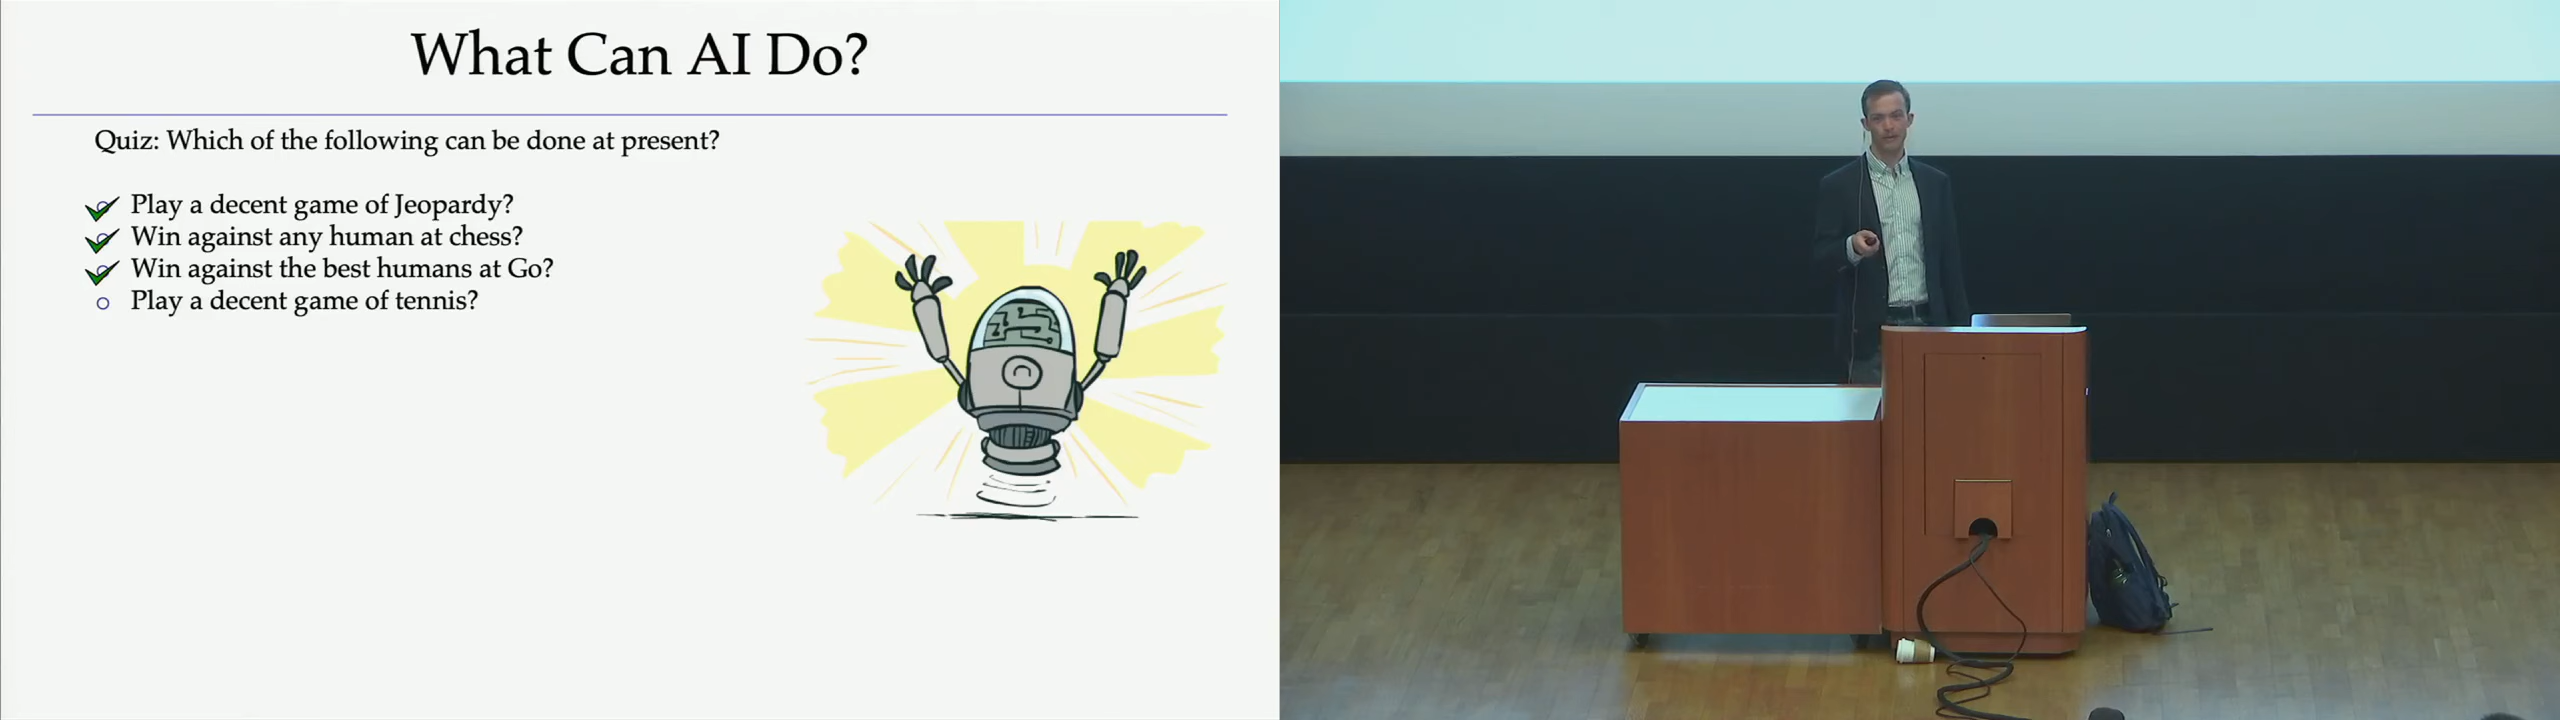 What Can AI Do?
Quiz: Which of the following can be done at present?
Play a decent game of Jeopardy?
Win against any human at chess?
Win against the best humans at Go?
Play a decent game of tennis?